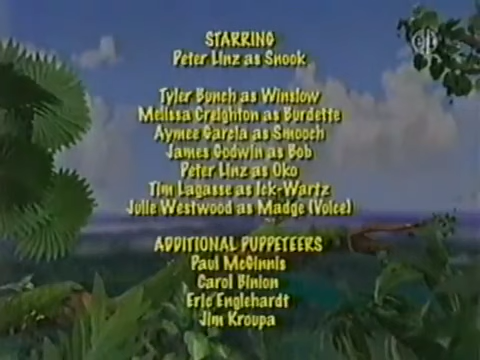 STARRING
Peter Linz as Snook
Tyler Bunch as Winslow
Melissa Creighton as Burdette
Aymee Garcia as Smooch
James Godwin as Bob
Peter Linz as Oko
Tim Lagasse as Ick-Wartz
Julie Westwood as Madge (Voice)
ADDITIONAL PUPPETEERS
Paul McGinnis
Carol Binion
Eric Englehardt
Jim Kroupa